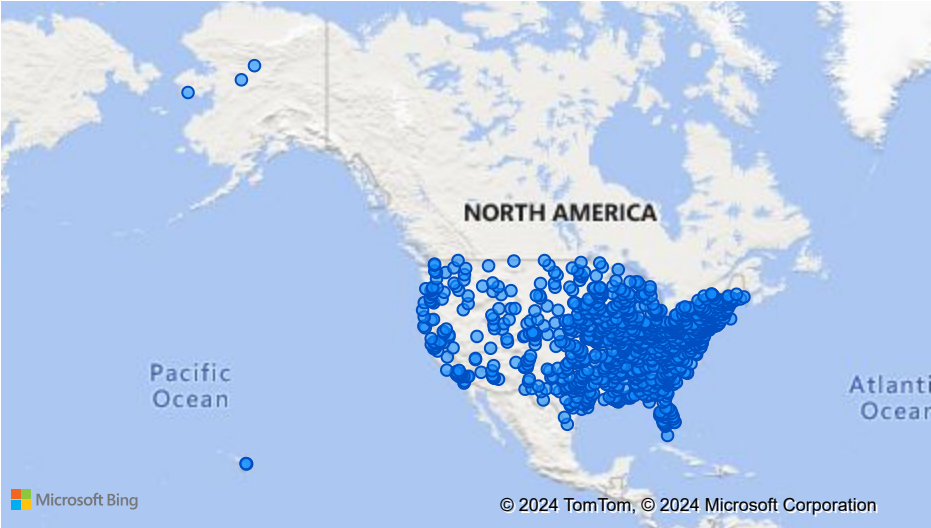 NORTH AMERICA
Pacific
Ocean
Atlanti
Ocean
Microsoft Bing
© 2024 TomTom, © 2024 Microsoft Corporation